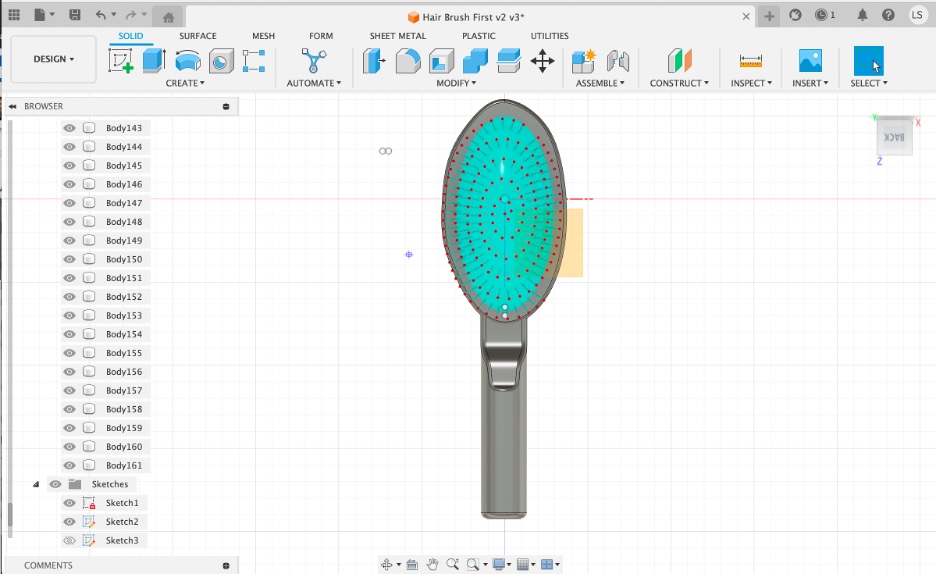 Hair Brush First v2 v3*
1
LS
DESIGN
SOLID
SURFACE
MESH
FORM
SHEET METAL
PLASTIC
UTILITIES
CREATE
AUTOMATE
MODIFY
ASSEMBLE
CONSTRUCT
INSPECT
INSERT
SELECT
BROWSER
Body143
Body144
Body145
Body146
Body147
Body148
Body149
Body150
Body151
Body152
Body153
Body154
Body155
Body156
Body157
Body158
Body159
Body160
Body161
Sketches
Sketch1
Sketch2
Sketch3
COMMENTS
Y
X
BACK
Z